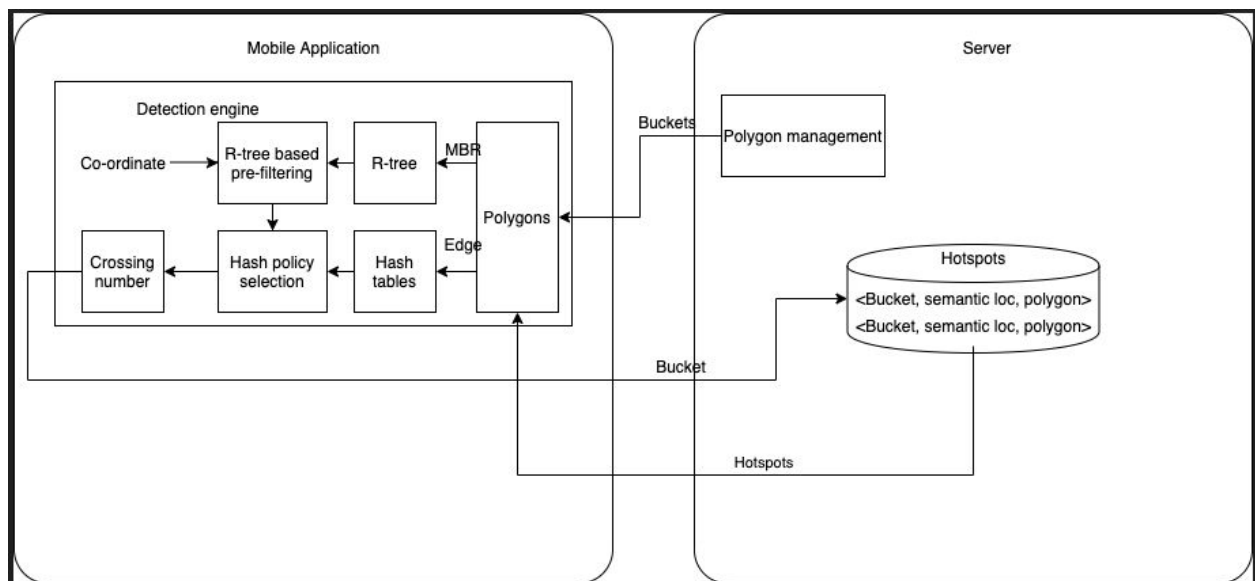 Mobile Application
Server
Detection engine
Co-ordinate
R-tree based
pre-filtering
R-tree
MBR
Polygons
Edge
Crossing
number
Hash policy
selection
Hash
tables
Buckets
Polygon management
Hotspots
<Bucket, semantic loc, polygon>
<Bucket, semantic loc, polygon>
Bucket
Hotspots